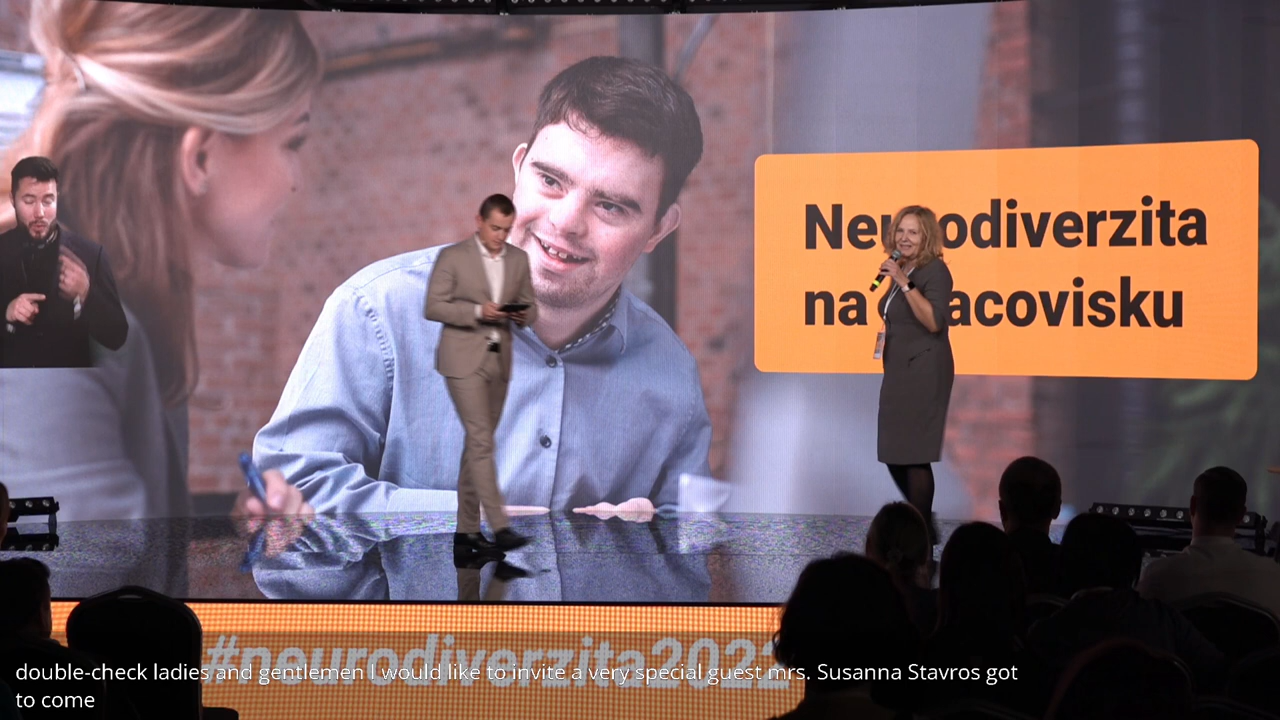 Neurodiverzita
na pracovisku
#neurodiverzita2022
double-check ladies and gentlemen I would like to invite a very special guest mrs. Susanna Stavros got
to come